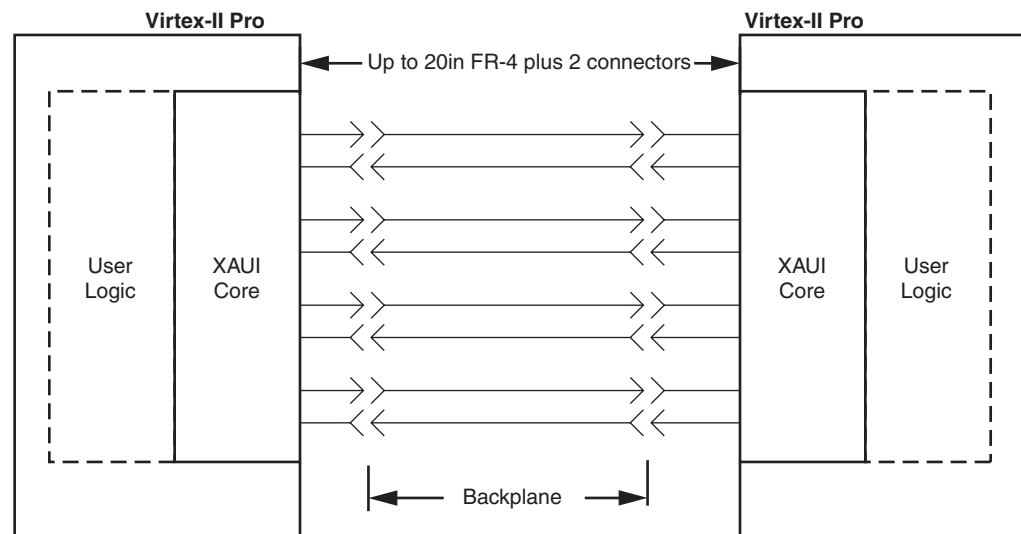 Virtex-II Pro
Virtex-II Pro
Up to 20in FR-4 plus 2 connectors
User
Logic
XAUI
Core
XAUI
Core
User
Logic
Backplane